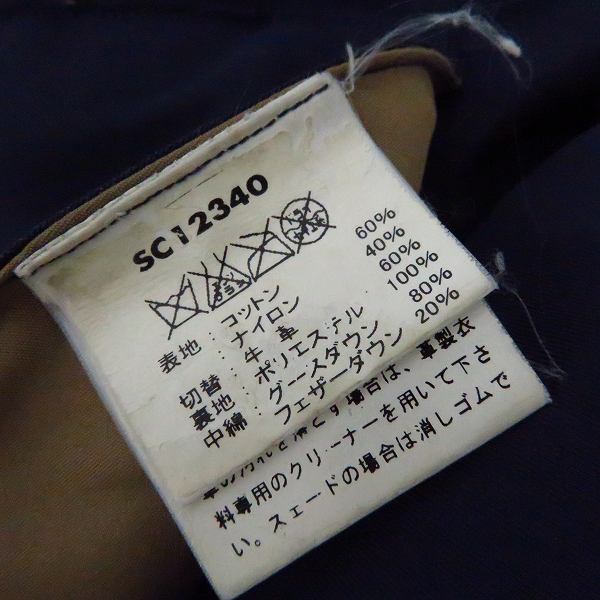 SC12340
表地：コットン 60%
ナイロン 40%
切替：牛革 60%
裏地：ポリエステル 100%
中綿：グースダウン 80%
フェザーダウン 20%
の汚れを落とす場合は、革製衣
料専用のクリーナーを用いて下さ
い。スェードの場合は消しゴムで